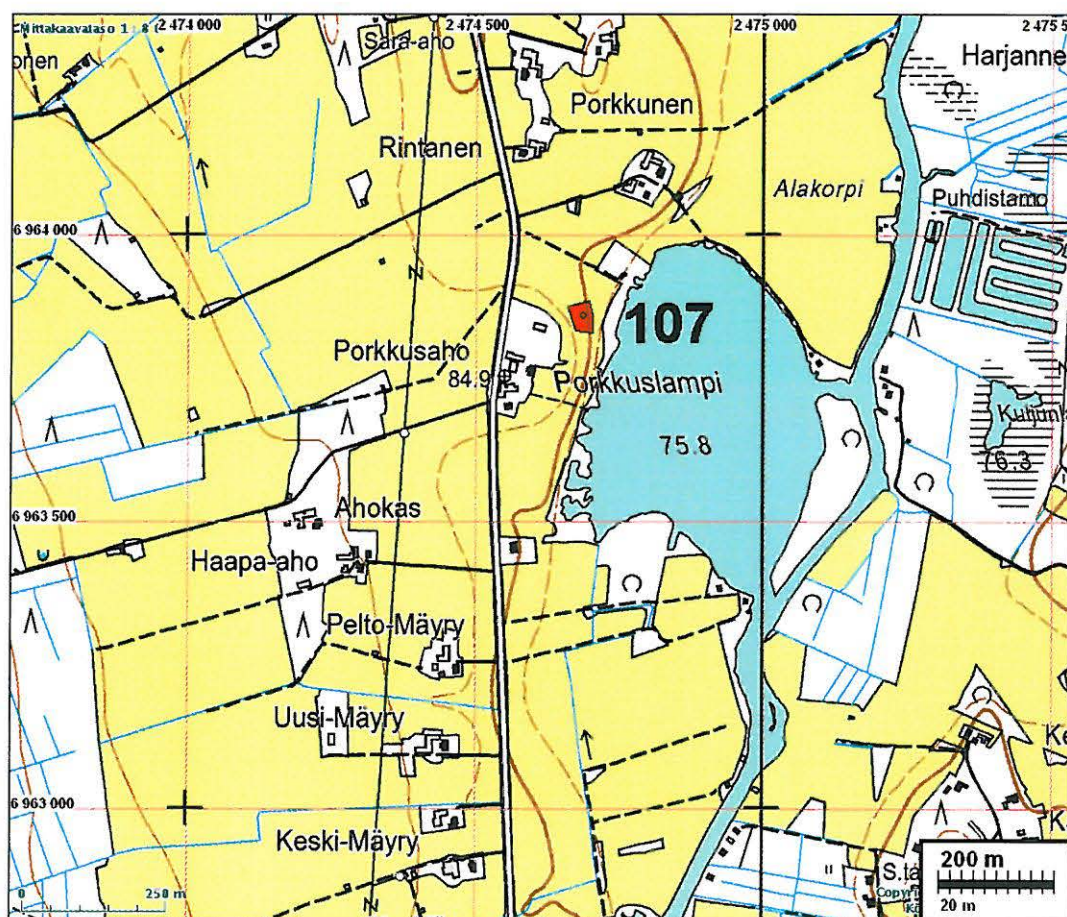 2 474 000
2 474 500
2 475 000
Mittakaavataso 1 : 8
Sara-aho
Harjanne
Porkkunen
Rintanen
Alakorpi
Puhdistamo
6 964 000
N
107
Porkkusaho
84.9
Porkkuslampi
75.8
76.3
6 963 500
Ahokas
Haapa-aho
Pelto-Mäyry
Uusi-Mäyry
6 963 000
Keski-Mäyry
200 m
20 m
0
250 m
N